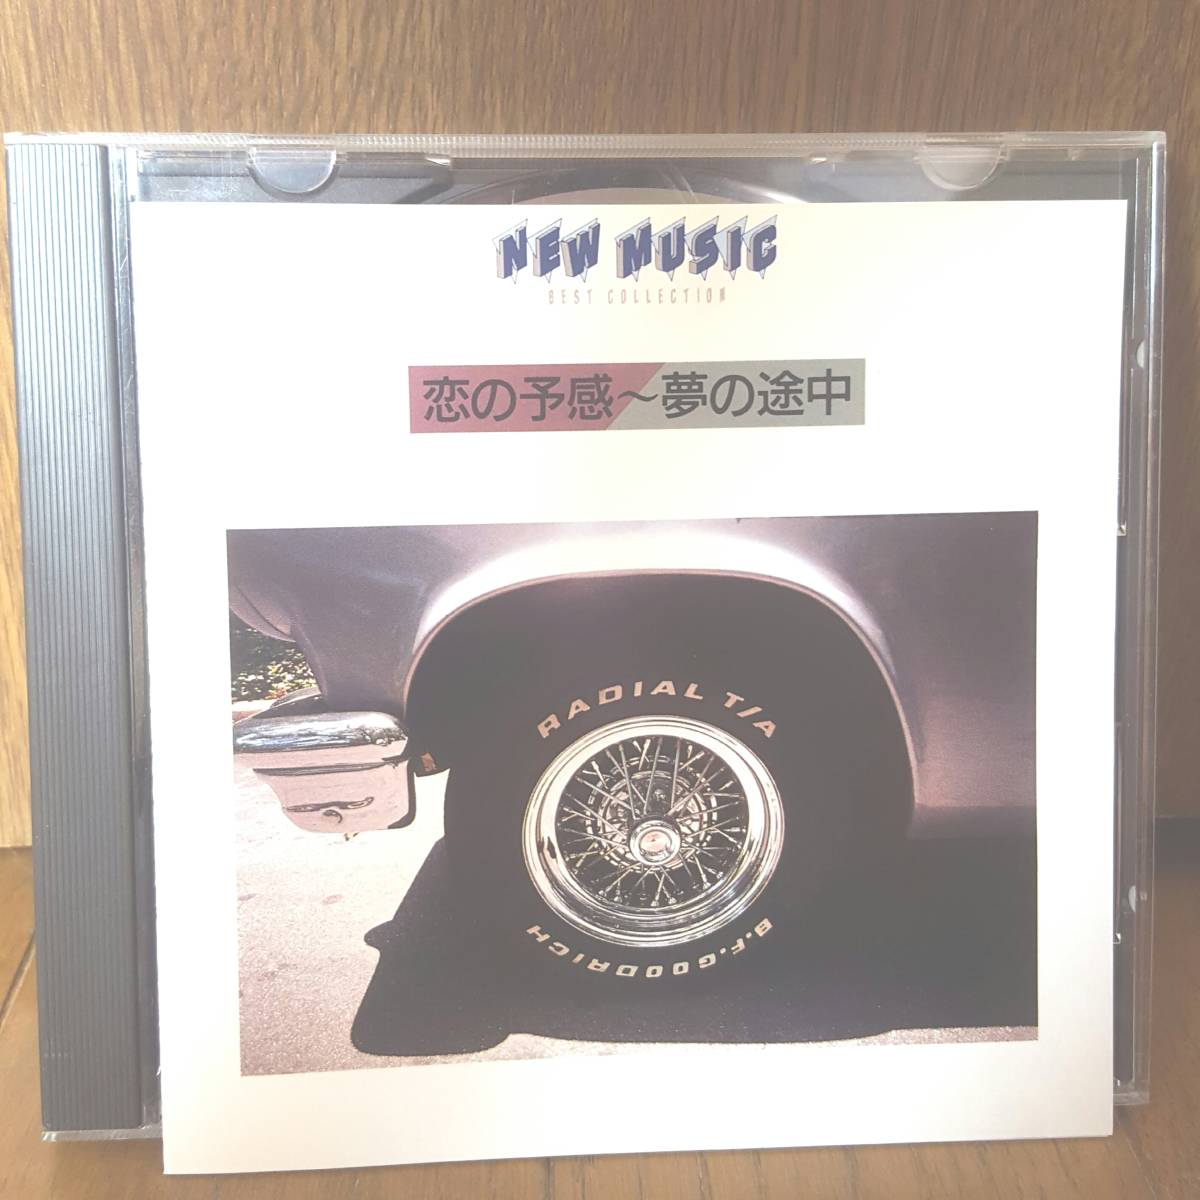 NEW MUSIC
BEST COLLECTION
恋の予感～夢の途中
RADIAL T/A
B.F.GOODRICH